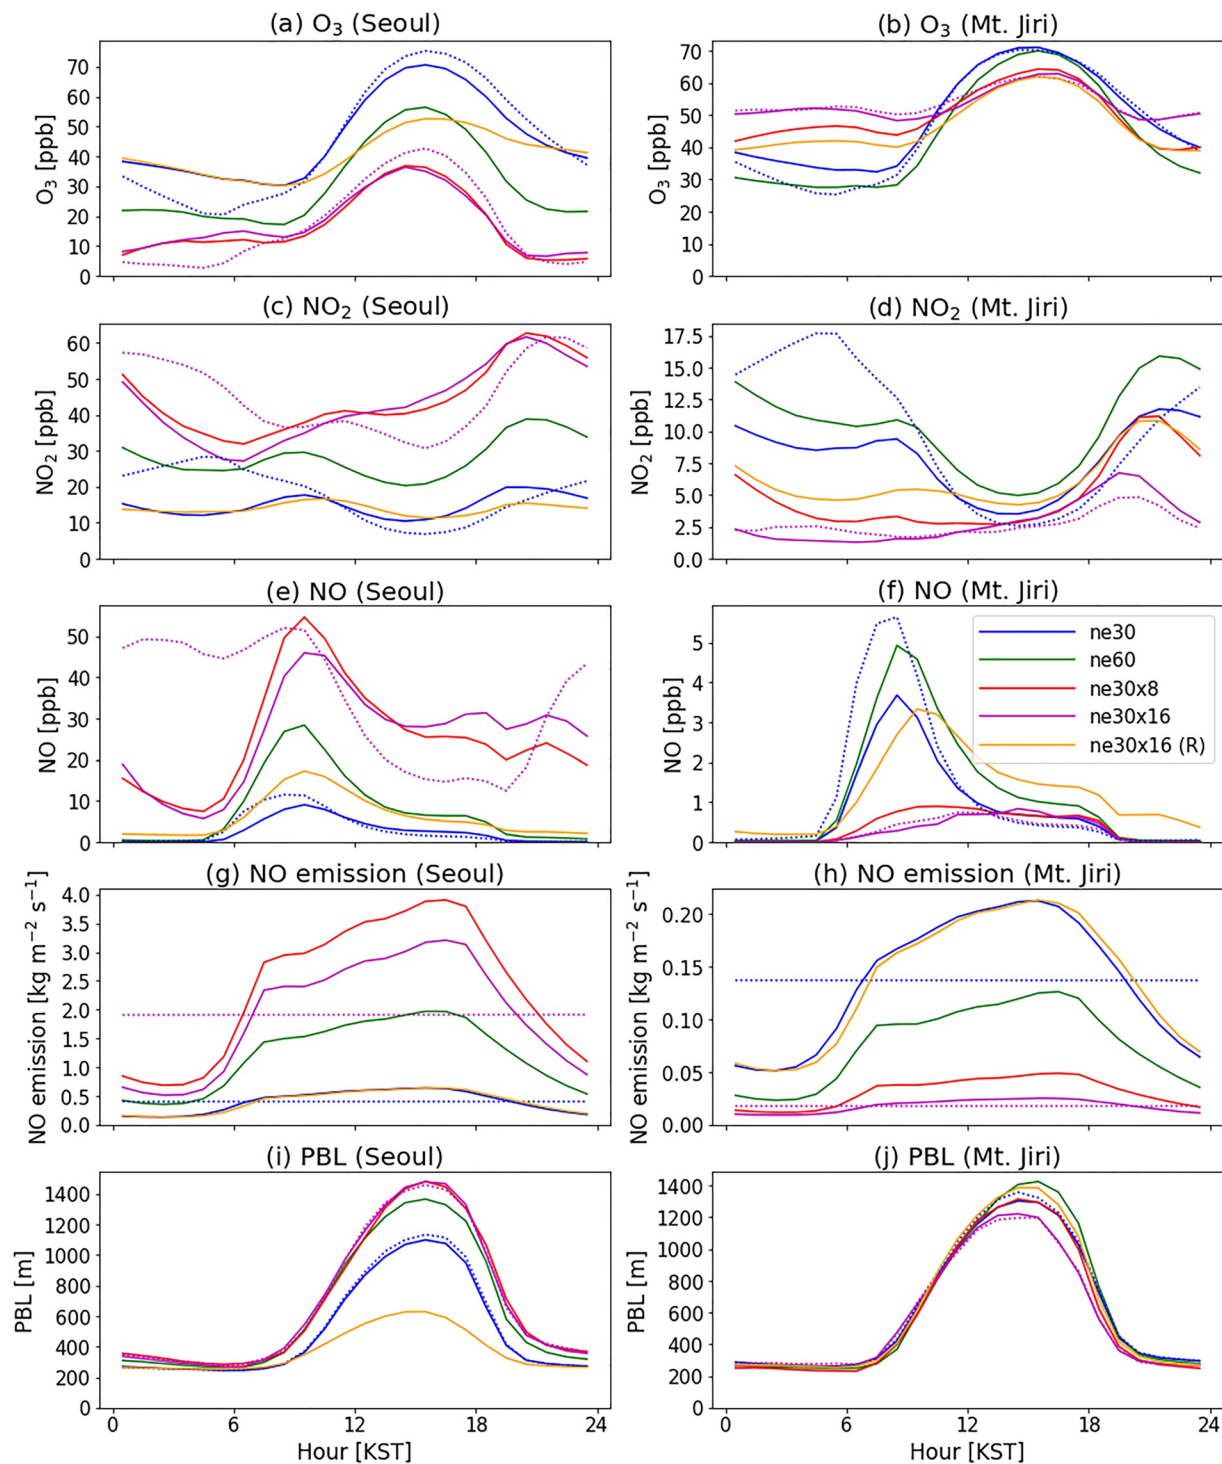 (a) O₃ (Seoul)
O₃ [ppb]
70
60
50
40
30
20
10
0
(b) O₃ (Mt. Jiri)
O₃ [ppb]
70
60
50
40
30
20
10
0
(c) NO₂ (Seoul)
NO₂ [ppb]
60
50
40
30
20
10
0
(d) NO₂ (Mt. Jiri)
NO₂ [ppb]
17.5
15.0
12.5
10.0
7.5
5.0
2.5
0.0
(e) NO (Seoul)
NO [ppb]
50
40
30
20
10
0
(f) NO (Mt. Jiri)
NO [ppb]
5
4
3
2
1
0
ne30
ne60
ne30x8
ne30x16
ne30x16 (R)
(g) NO emission (Seoul)
NO emission [kg m⁻² s⁻¹]
4.0
3.5
3.0
2.5
2.0
1.5
1.0
0.5
0.0
(h) NO emission (Mt. Jiri)
NO emission [kg m⁻² s⁻¹]
0.20
0.15
0.10
0.05
0.00
(i) PBL (Seoul)
PBL [m]
1400
1200
1000
800
600
400
200
0
0 6 12 18 24
Hour [KST]
(j) PBL (Mt. Jiri)
PBL [m]
1400
1200
1000
800
600
400
200
0
0 6 12 18 24
Hour [KST]